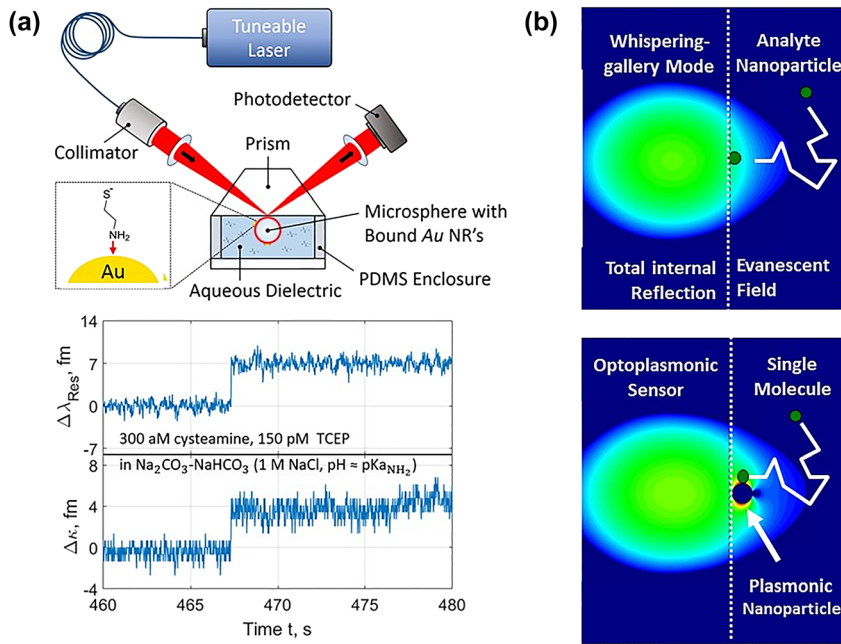 (a)
Tuneable
Laser
Photodetector
Collimator
Prism
S-
NH2
Au
Microsphere with
Bound Au NR's
PDMS Enclosure
Aqueous Dielectric
14
7
0
-7
ΔλRes, fm
300 aM cysteamine, 150 pM TCEP
8
4
0
-4
Δκ, fm
in Na2CO3-NaHCO3 (1 M NaCl, pH ≈ pKaNH2)
460 465 470 475 480
Time t, s
(b)
Whispering-
gallery Mode
Analyte
Nanoparticle
Total internal
Reflection
Evanescent
Field
Optoplasmonic
Sensor
Single
Molecule
Plasmonic
Nanoparticle